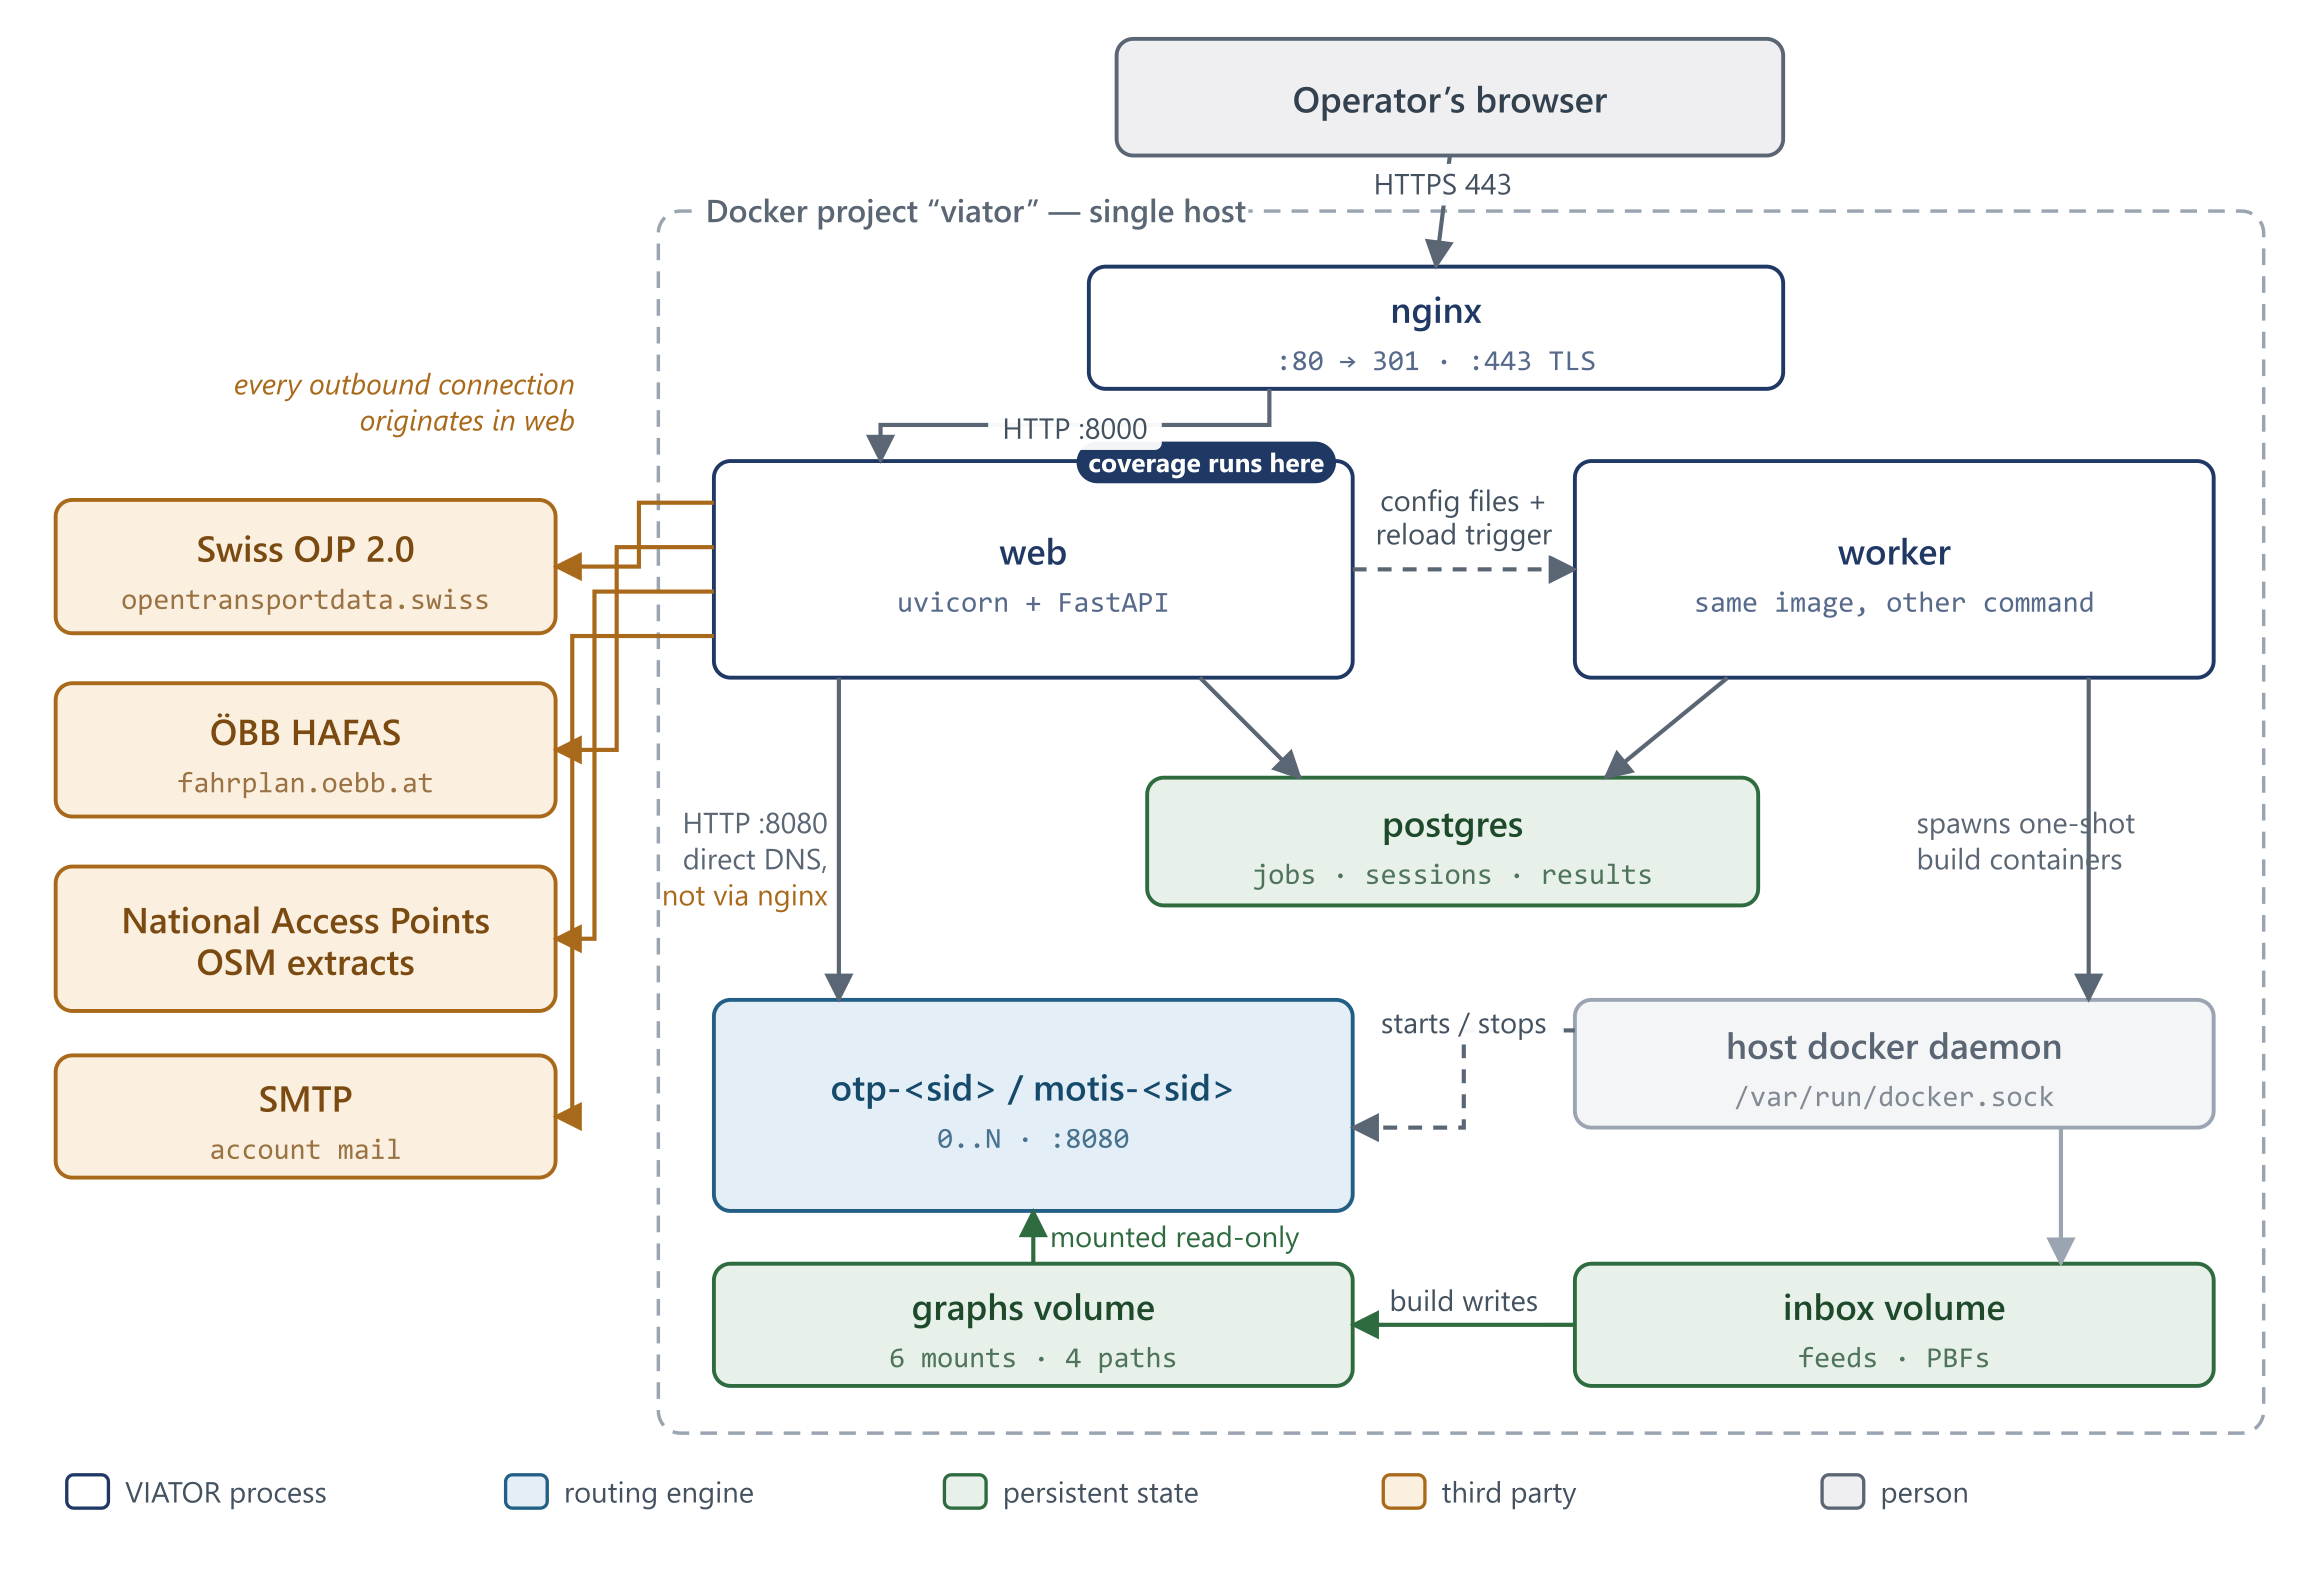 Operator’s browser
HTTPS 443
Docker project “viator” — single host
nginx
:80 → 301 · :443 TLS
every outbound connection
originates in web
HTTP :8000
coverage runs here
web
uvicorn + FastAPI
config files +
reload trigger
worker
same image, other command
Swiss OJP 2.0
opentransportdata.swiss
ÖBB HAFAS
fahrplan.oebb.at
National Access Points
OSM extracts
SMTP
account mail
HTTP :8080
direct DNS,
not via nginx
postgres
jobs · sessions · results
spawns one-shot
build containers
otp-<sid> / motis-<sid>
0..N · :8080
starts / stops
host docker daemon
/var/run/docker.sock
mounted read-only
graphs volume
6 mounts · 4 paths
build writes
inbox volume
feeds · PBFs
VIATOR process
routing engine
persistent state
third party
person